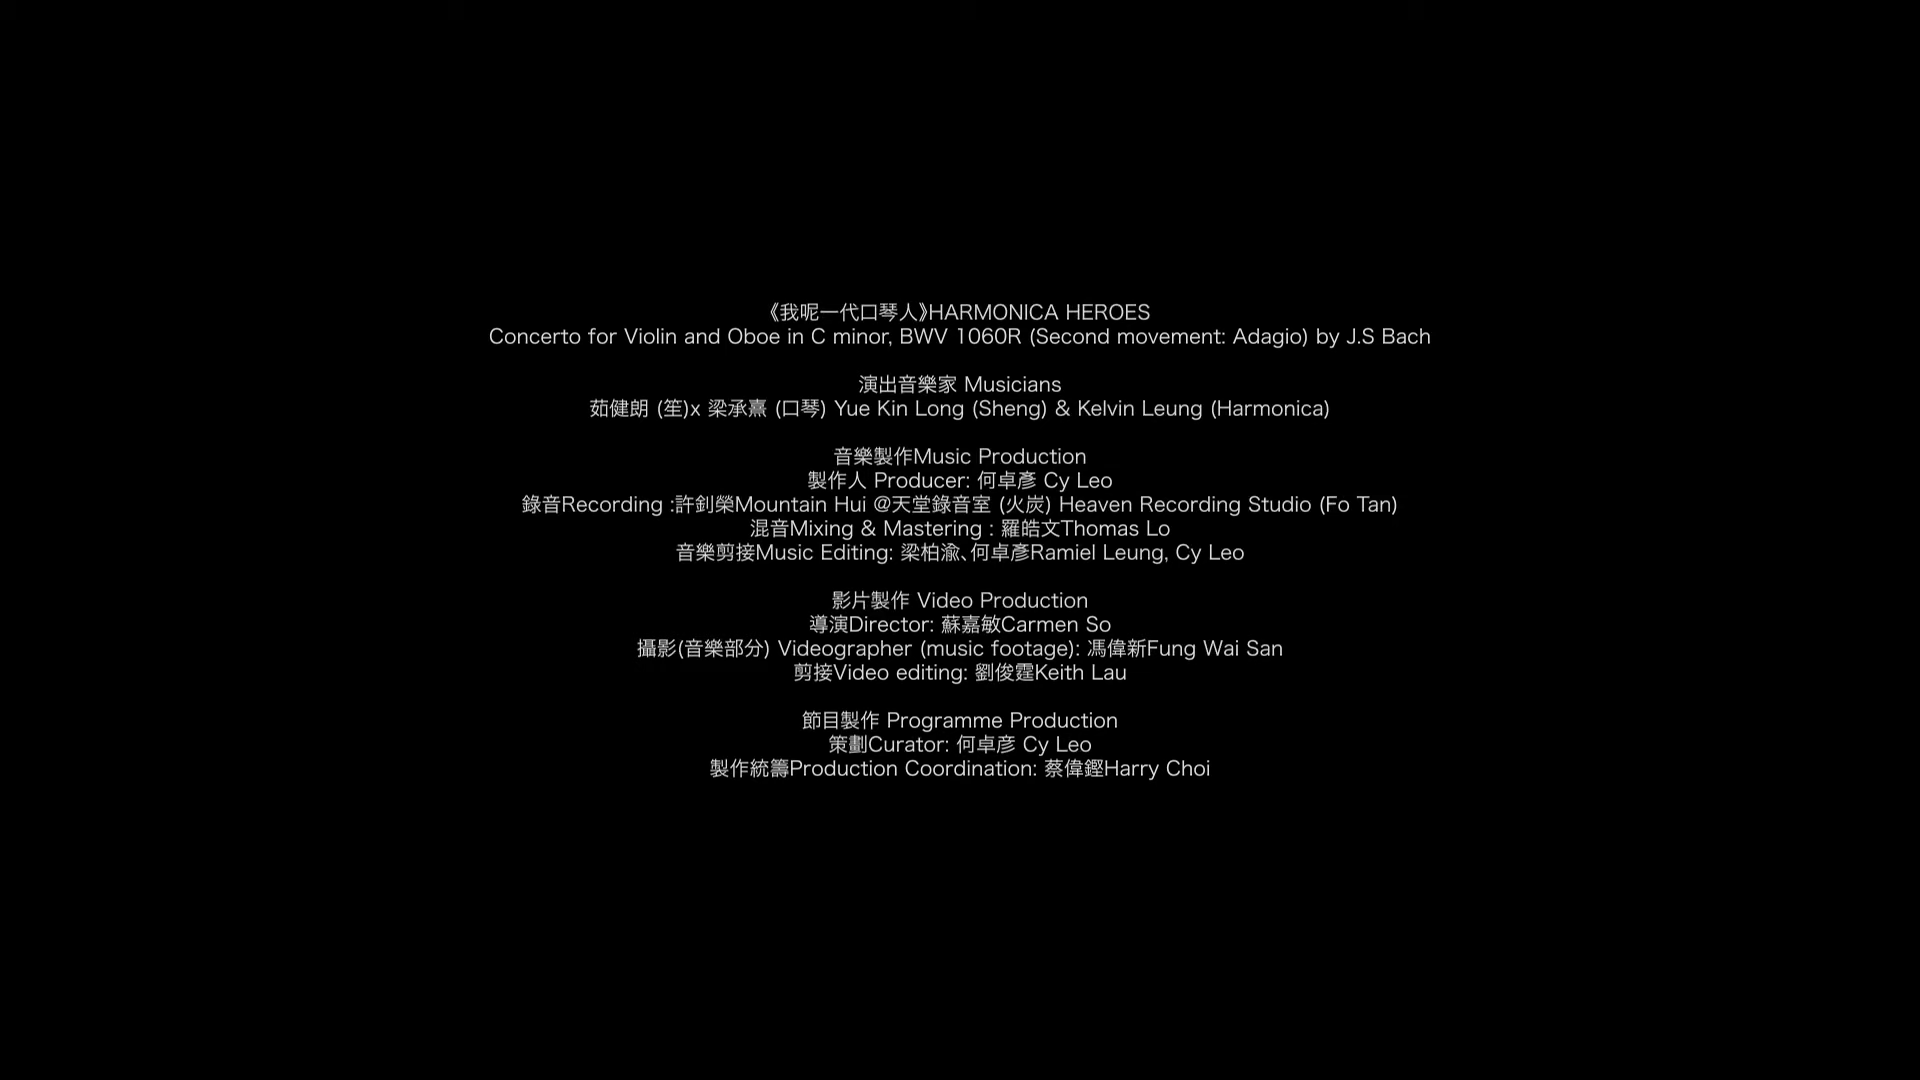 《我呢一代口琴人》HARMONICA HEROES
Concerto for Violin and Oboe in C minor, BWV 1060R (Second movement: Adagio) by J.S Bach
演出音樂家 Musicians
茹健朗 (笙)x 梁承熹 (口琴) Yue Kin Long (Sheng) & Kelvin Leung (Harmonica)
音樂製作Music Production
製作人 Producer: 何卓彥 Cy Leo
錄音Recording :許釗榮Mountain Hui @天堂錄音室 (火炭) Heaven Recording Studio (Fo Tan)
混音Mixing & Mastering : 羅皓文Thomas Lo
音樂剪接Music Editing: 梁柏渝、何卓彥Ramiel Leung, Cy Leo
影片製作 Video Production
導演Director: 蘇嘉敏Carmen So
攝影(音樂部分) Videographer (music footage): 馮偉新Fung Wai San
剪接Video editing: 劉俊霆Keith Lau
節目製作 Programme Production
策劃Curator: 何卓彦 Cy Leo
製作統籌Production Coordination: 蔡偉鏗Harry Choi